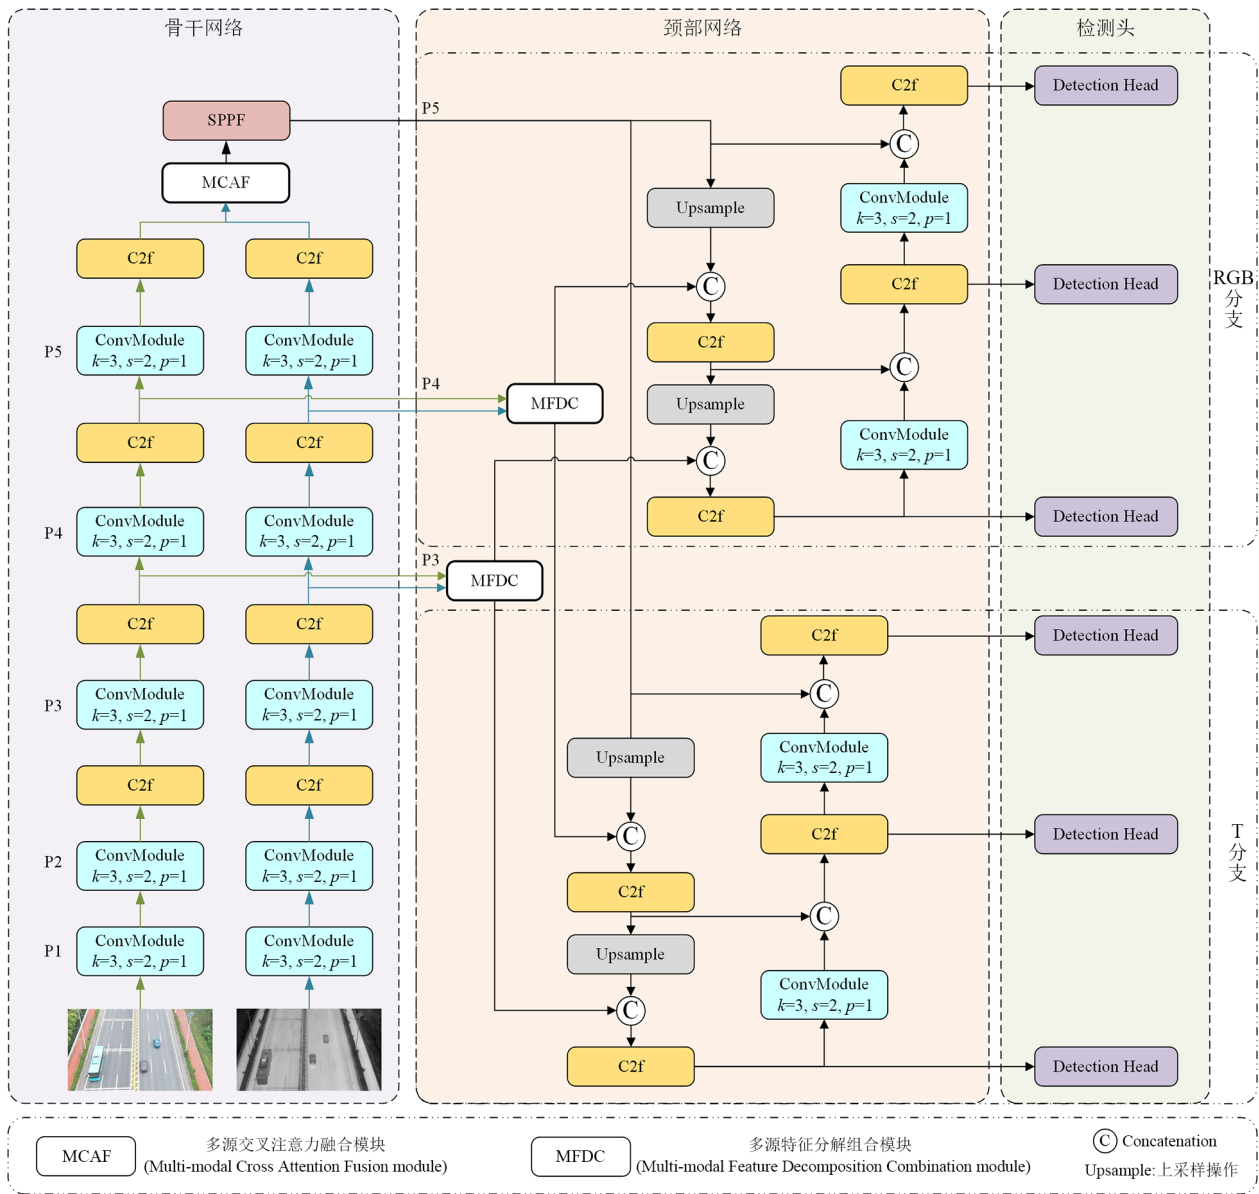 骨干网络
颈部网络
检测头
SPPF
MCAF
C2f
C2f
P5
ConvModule
k=3, s=2, p=1
ConvModule
k=3, s=2, p=1
C2f
C2f
P4
ConvModule
k=3, s=2, p=1
ConvModule
k=3, s=2, p=1
C2f
C2f
P3
ConvModule
k=3, s=2, p=1
ConvModule
k=3, s=2, p=1
C2f
C2f
P2
ConvModule
k=3, s=2, p=1
ConvModule
k=3, s=2, p=1
P1
ConvModule
k=3, s=2, p=1
ConvModule
k=3, s=2, p=1
P5
P4
MFDC
P3
MFDC
C2f
Detection Head
C
Upsample
ConvModule
k=3, s=2, p=1
C
C2f
Detection Head
C2f
C
Upsample
ConvModule
k=3, s=2, p=1
C
C2f
Detection Head
RGB
分
支
C2f
Detection Head
C
Upsample
ConvModule
k=3, s=2, p=1
C
C2f
Detection Head
C2f
C
Upsample
ConvModule
k=3, s=2, p=1
C
C2f
Detection Head
T
分
支
MCAF
多源交叉注意力融合模块
(Multi-modal Cross Attention Fusion module)
MFDC
多源特征分解组合模块
(Multi-modal Feature Decomposition Combination module)
C Concatenation
Upsample:上采样操作